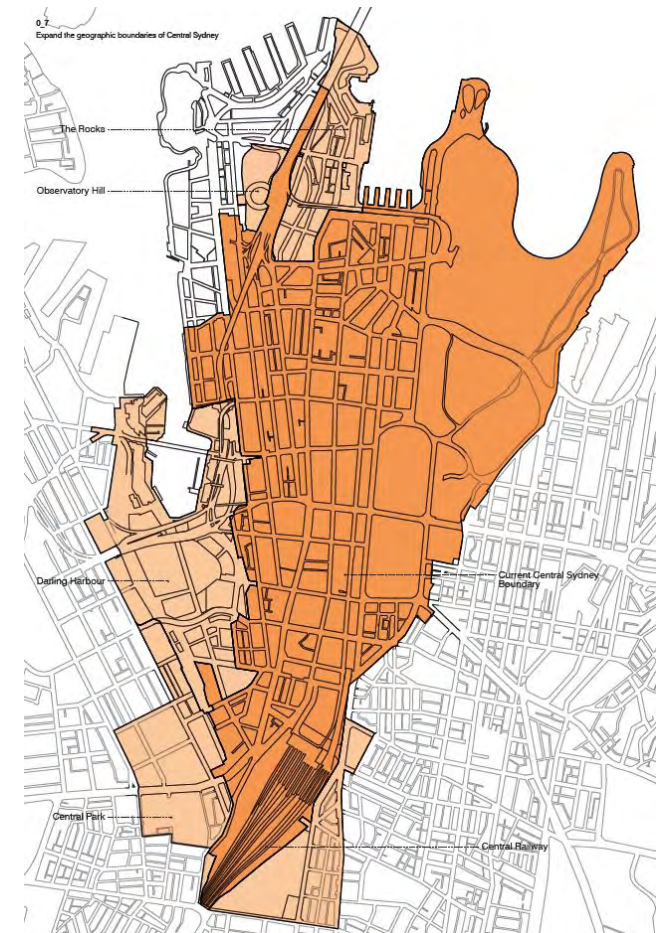 0_7
Expand the geographic boundaries of Central Sydney
The Rocks
Observatory Hill
Darling Harbour
Current Central Sydney
Boundary
Central Park
Central Railway